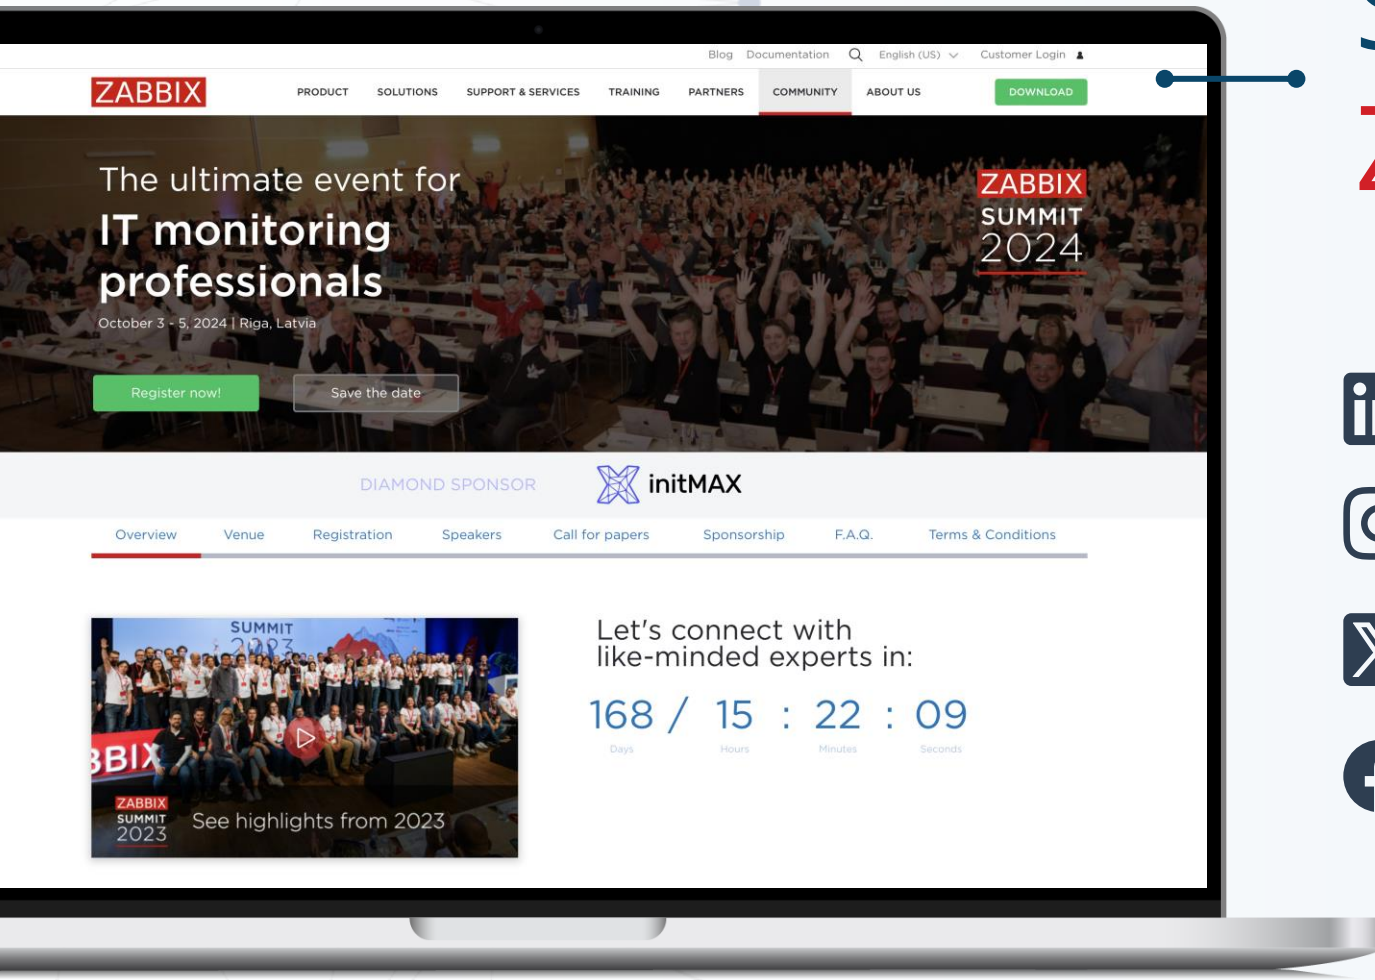 Blog Documentation English (US) Customer Login
ZABBIX PRODUCT SOLUTIONS SUPPORT & SERVICES TRAINING PARTNERS COMMUNITY ABOUT US DOWNLOAD
The ultimate event for
IT monitoring
professionals
October 3 - 5, 2024 | Riga, Latvia
Register now! Save the date
ZABBIX
SUMMIT
2024
DIAMOND SPONSOR initMAX
Overview Venue Registration Speakers Call for papers Sponsorship F.A.Q. Terms & Conditions
SUMMIT
2023
ZABBIX
SUMMIT
2023
See highlights from 2023
Let's connect with
like-minded experts in:
168 / 15 : 22 : 09
Days Hours Minutes Seconds